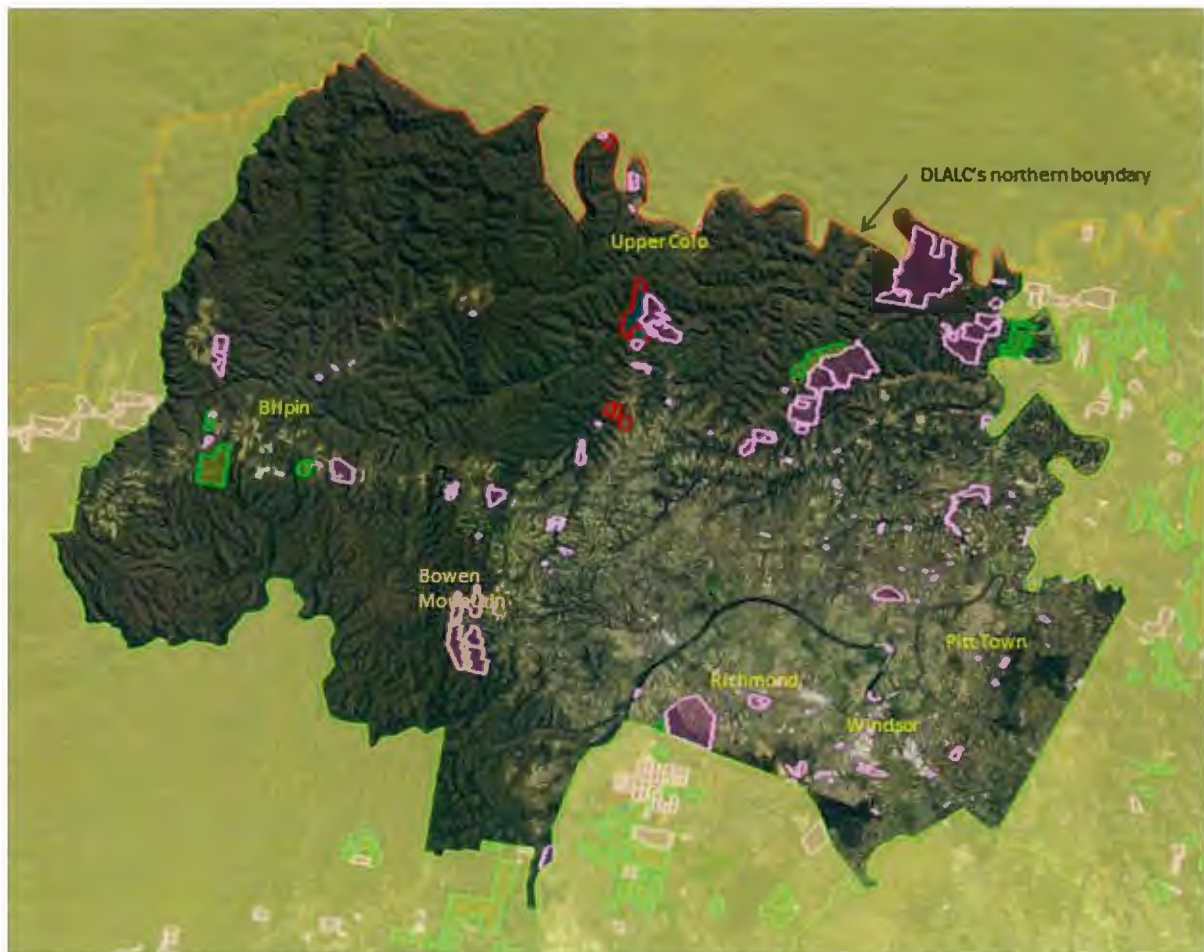 DLALC's northern boundary
Upper Colo
Bilpin
Bowen
Mountain
Pitt Town
Richmond
Windsor